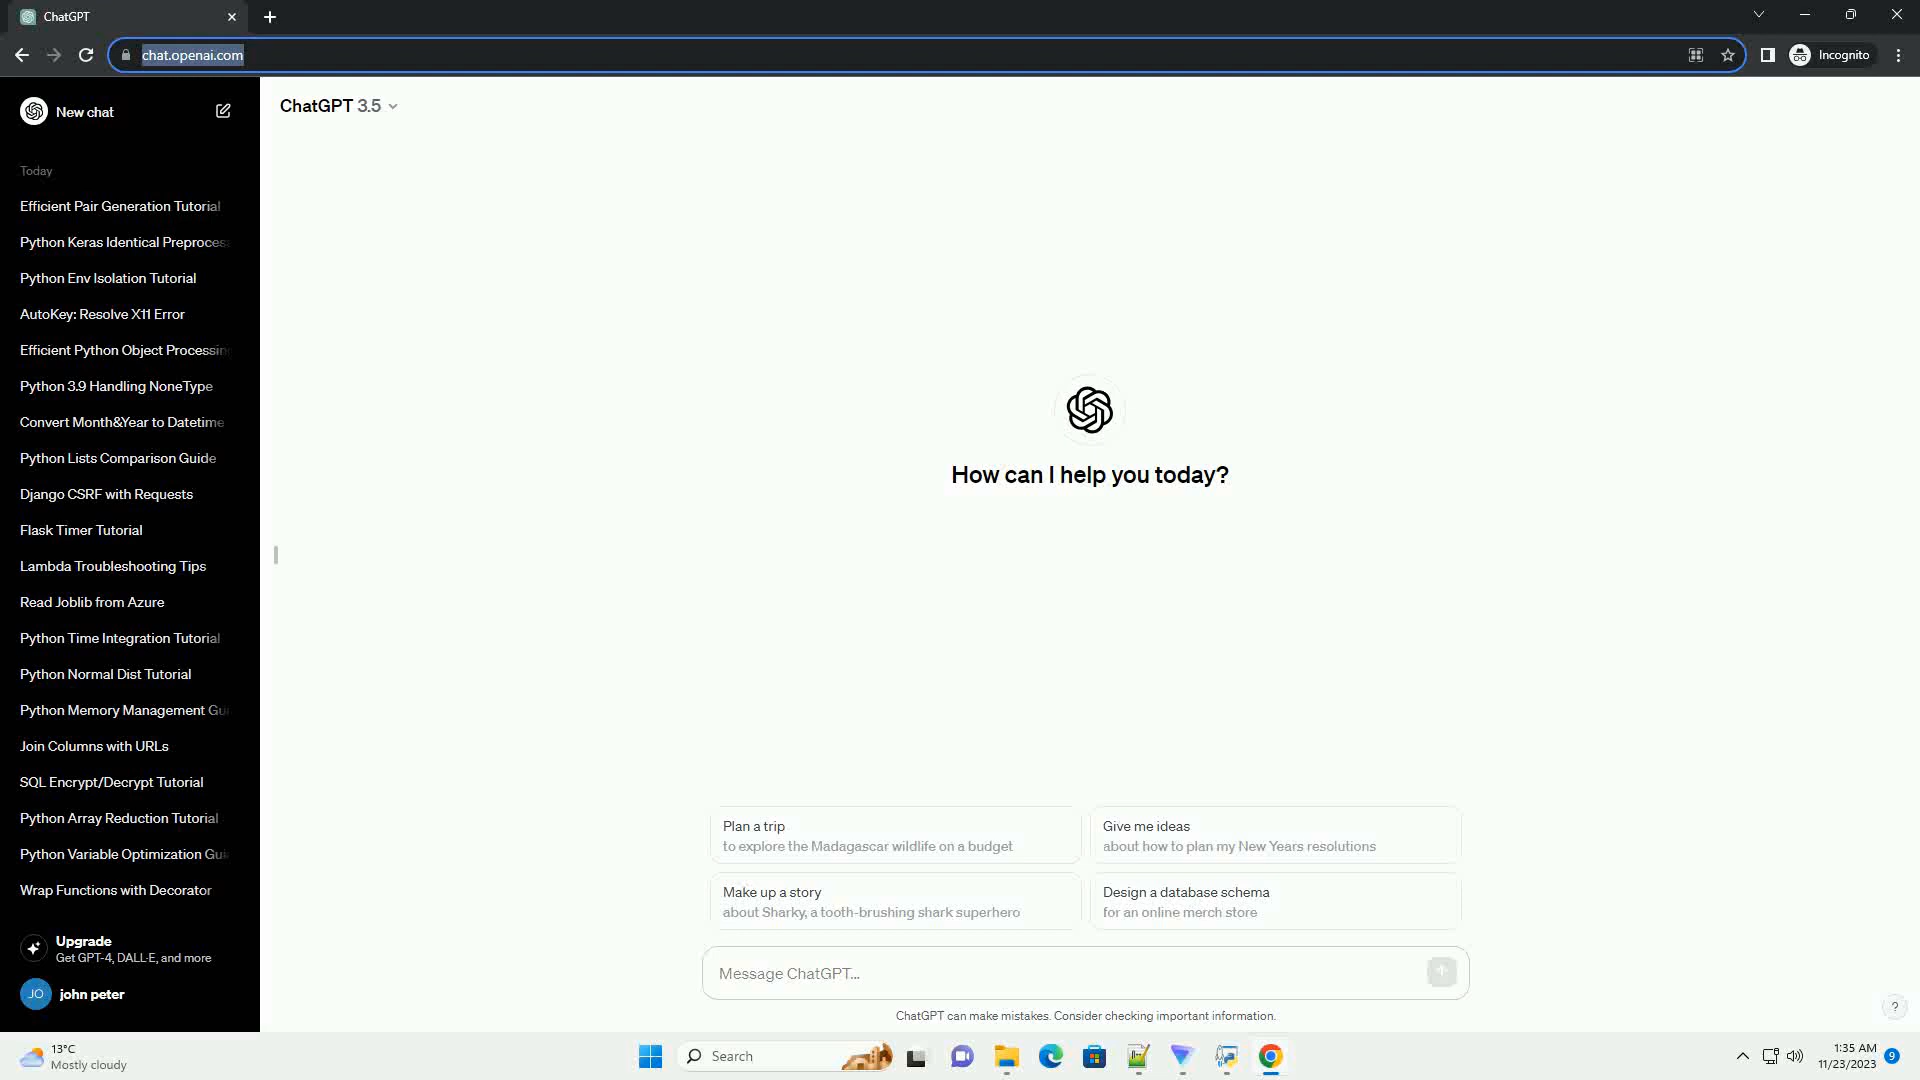 ChatGPT
chat.openai.com
Incognito
New chat
ChatGPT 3.5
Today
Efficient Pair Generation Tutorial
Python Keras Identical Preproces
Python Env Isolation Tutorial
AutoKey: Resolve X11 Error
Efficient Python Object Processin
Python 3.9 Handling NoneType
Convert Month&Year to Datetime
Python Lists Comparison Guide
Django CSRF with Requests
Flask Timer Tutorial
Lambda Troubleshooting Tips
Read Joblib from Azure
Python Time Integration Tutorial
Python Normal Dist Tutorial
Python Memory Management Gui
Join Columns with URLs
SQL Encrypt/Decrypt Tutorial
Python Array Reduction Tutorial
Python Variable Optimization Gui
Wrap Functions with Decorator
Upgrade
Get GPT-4, DALL·E, and more
JO
john peter
How can I help you today?
Plan a trip
to explore the Madagascar wildlife on a budget
Give me ideas
about how to plan my New Years resolutions
Make up a story
about Sharky, a tooth-brushing shark superhero
Design a database schema
for an online merch store
Message ChatGPT...
ChatGPT can make mistakes. Consider checking important information.
?
13°C
Mostly cloudy
Search
1:35 AM
11/23/2023
9